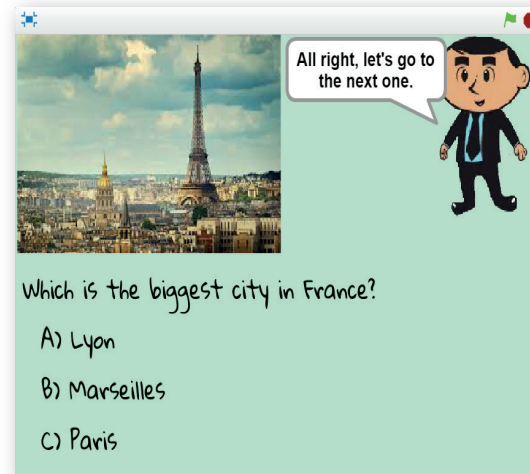 All right, let's go to
the next one.
Which is the biggest city in France?
A) Lyon
B) Marseilles
C) Paris